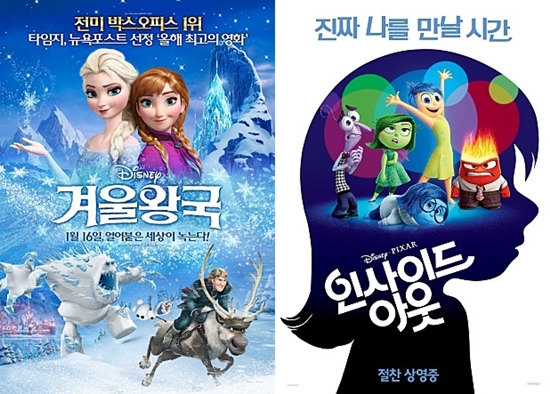 전미 박스오피스 1위
타임지, 뉴욕포스트 선정 '올해 최고의 영화'
DISNEY
겨울왕국
1월 16일, 얼어붙은 세상이 녹는다!
진짜 나를 만날 시간
DISNEY PIXAR
인사이드
아웃
절찬 상영중